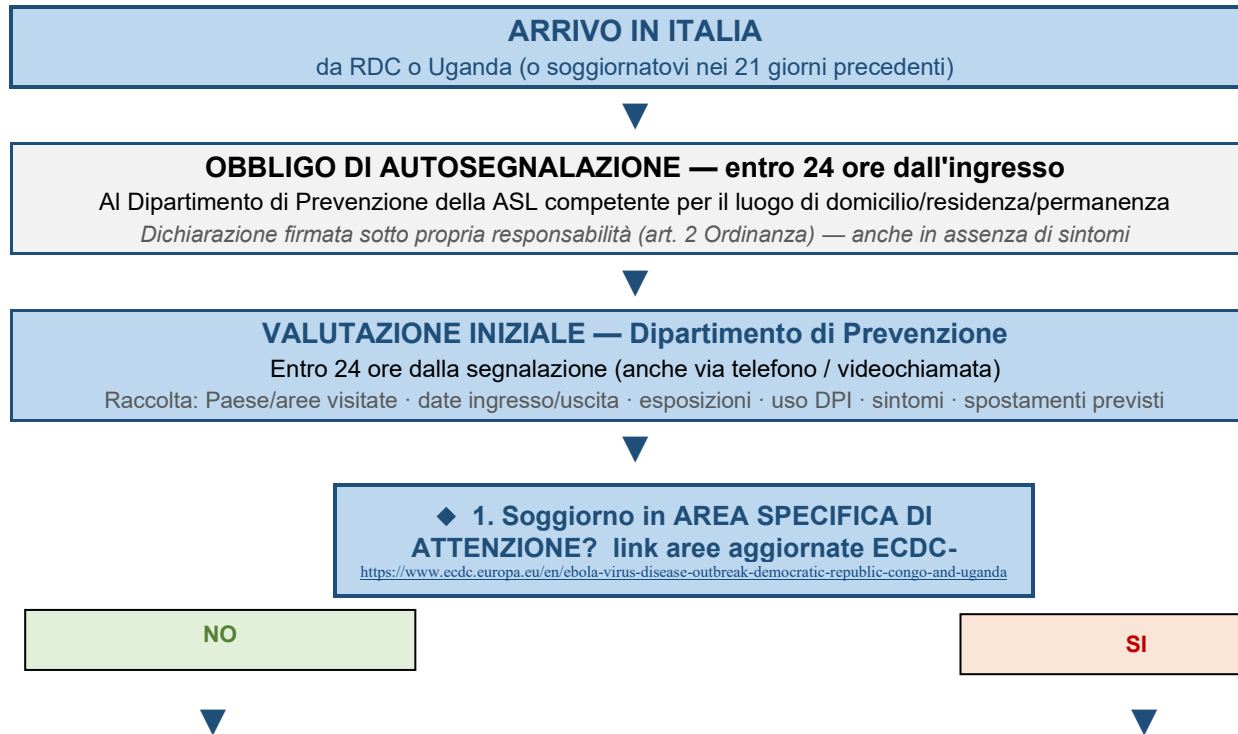 ARRIVO IN ITALIA
da RDC o Uganda (o soggiornatovi nei 21 giorni precedenti)
OBBLIGO DI AUTOSEGNALAZIONE — entro 24 ore dall'ingresso
Al Dipartimento di Prevenzione della ASL competente per il luogo di domicilio/residenza/permanenza
Dichiarazione firmata sotto propria responsabilità (art. 2 Ordinanza) — anche in assenza di sintomi
VALUTAZIONE INIZIALE — Dipartimento di Prevenzione
Entro 24 ore dalla segnalazione (anche via telefono / videochiamata)
Raccolta: Paese/aree visitate · date ingresso/uscita · esposizioni · uso DPI · sintomi · spostamenti previsti
◆ 1. Soggiorno in AREA SPECIFICA DI
ATTENZIONE? link aree aggiornate ECDC-
https://www.ecdc.europa.eu/en/ebola-virus-disease-outbreak-democratic-republic-congo-and-uganda
NO
SI